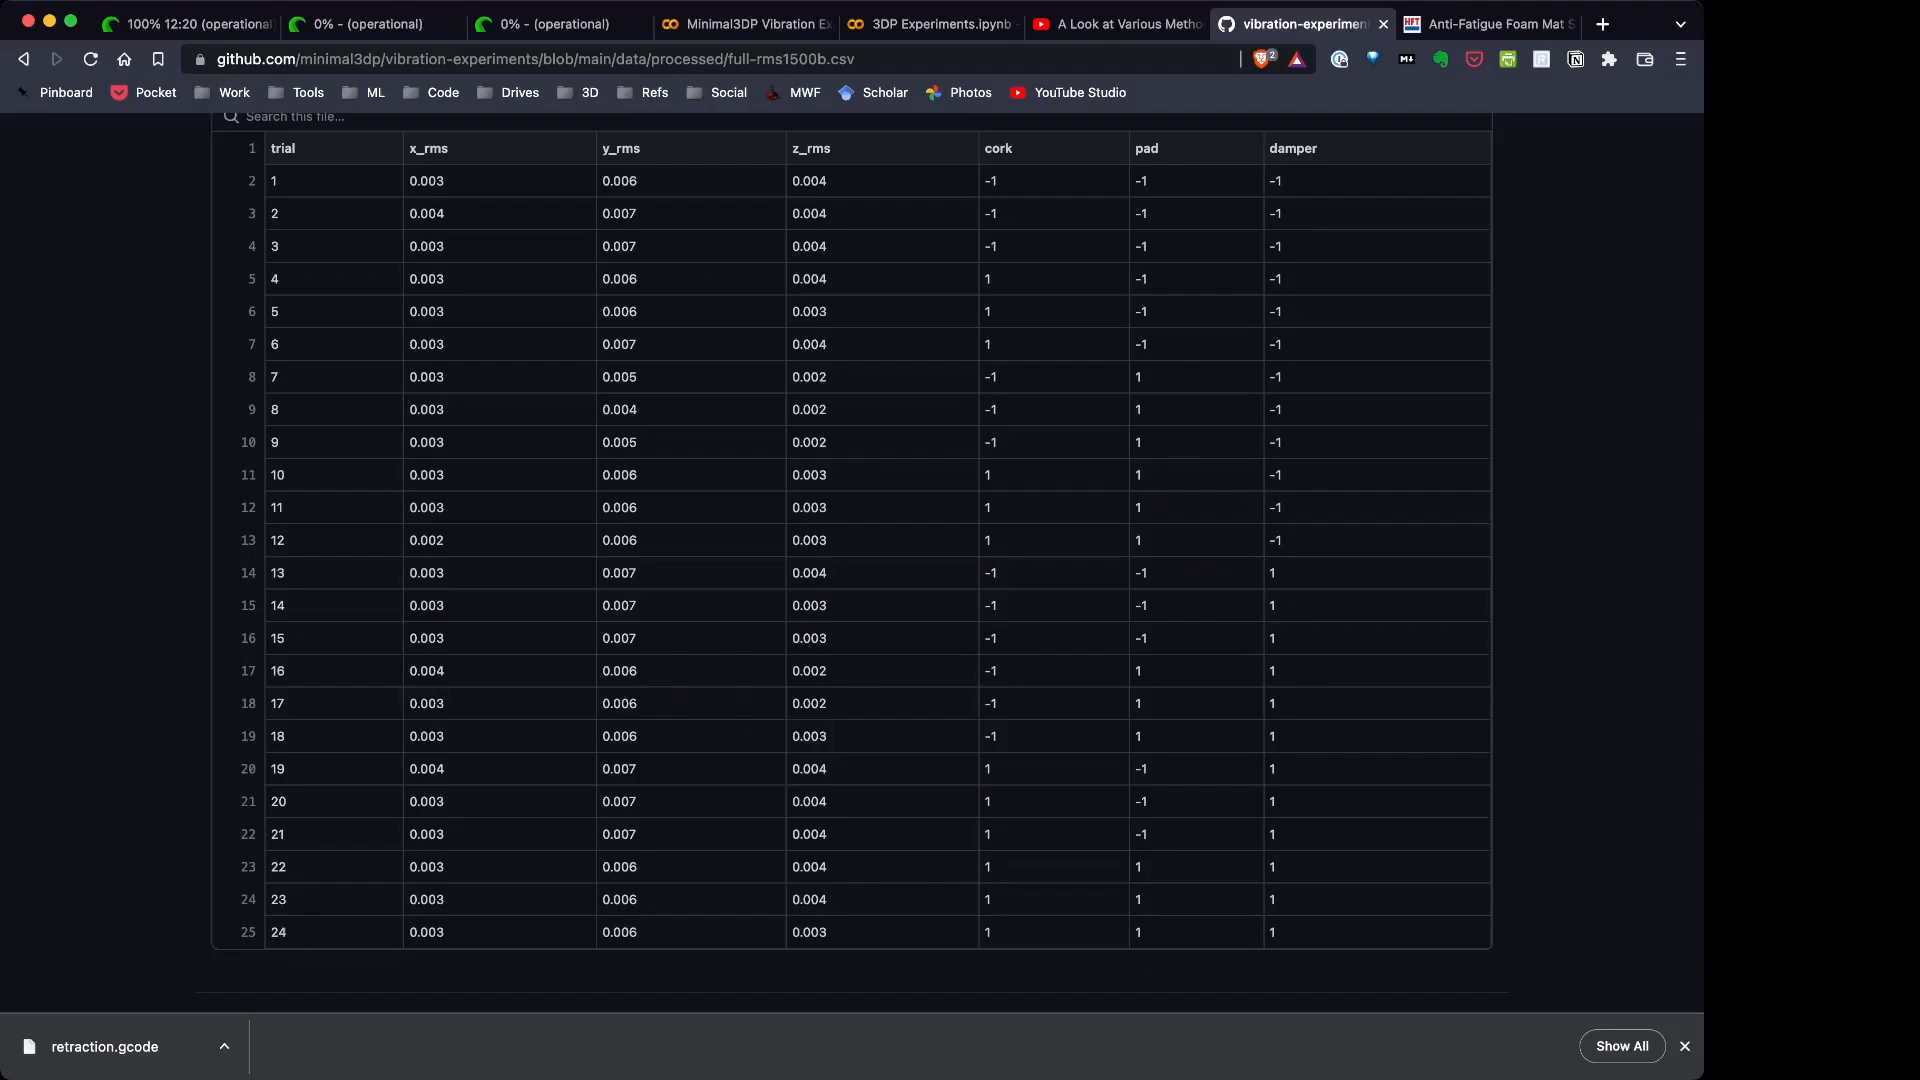 100% 12:20 (operational
0% - (operational)
0% - (operational)
Minimal3DP Vibration Ex
3DP Experiments.ipynb
A Look at Various Metho
vibration-experimen
HFT
Anti-Fatigue Foam Mat S
github.com/minimal3dp/vibration-experiments/blob/main/data/processed/full-rms1500b.csv
2
Pinboard
Pocket
Work
Tools
ML
Code
Drives
3D
Refs
Social
MWF
Scholar
Photos
YouTube Studio
Search this file...
1 trial x_rms y_rms z_rms cork pad damper
2 1 0.003 0.006 0.004 -1 -1 -1
3 2 0.004 0.007 0.004 -1 -1 -1
4 3 0.003 0.007 0.004 -1 -1 -1
5 4 0.003 0.006 0.004 1 -1 -1
6 5 0.003 0.006 0.003 1 -1 -1
7 6 0.003 0.007 0.004 1 -1 -1
8 7 0.003 0.005 0.002 -1 1 -1
9 8 0.003 0.004 0.002 -1 1 -1
10 9 0.003 0.005 0.002 -1 1 -1
11 10 0.003 0.006 0.003 1 1 -1
12 11 0.003 0.006 0.003 1 1 -1
13 12 0.002 0.006 0.003 1 1 -1
14 13 0.003 0.007 0.004 -1 -1 1
15 14 0.003 0.007 0.003 -1 -1 1
16 15 0.003 0.007 0.003 -1 -1 1
17 16 0.004 0.006 0.002 -1 1 1
18 17 0.003 0.006 0.002 -1 1 1
19 18 0.003 0.006 0.003 -1 1 1
20 19 0.004 0.007 0.004 1 -1 1
21 20 0.003 0.007 0.004 1 -1 1
22 21 0.003 0.007 0.004 1 -1 1
23 22 0.003 0.006 0.004 1 1 1
24 23 0.003 0.006 0.004 1 1 1
25 24 0.003 0.006 0.003 1 1 1
retraction.gcode
Show All